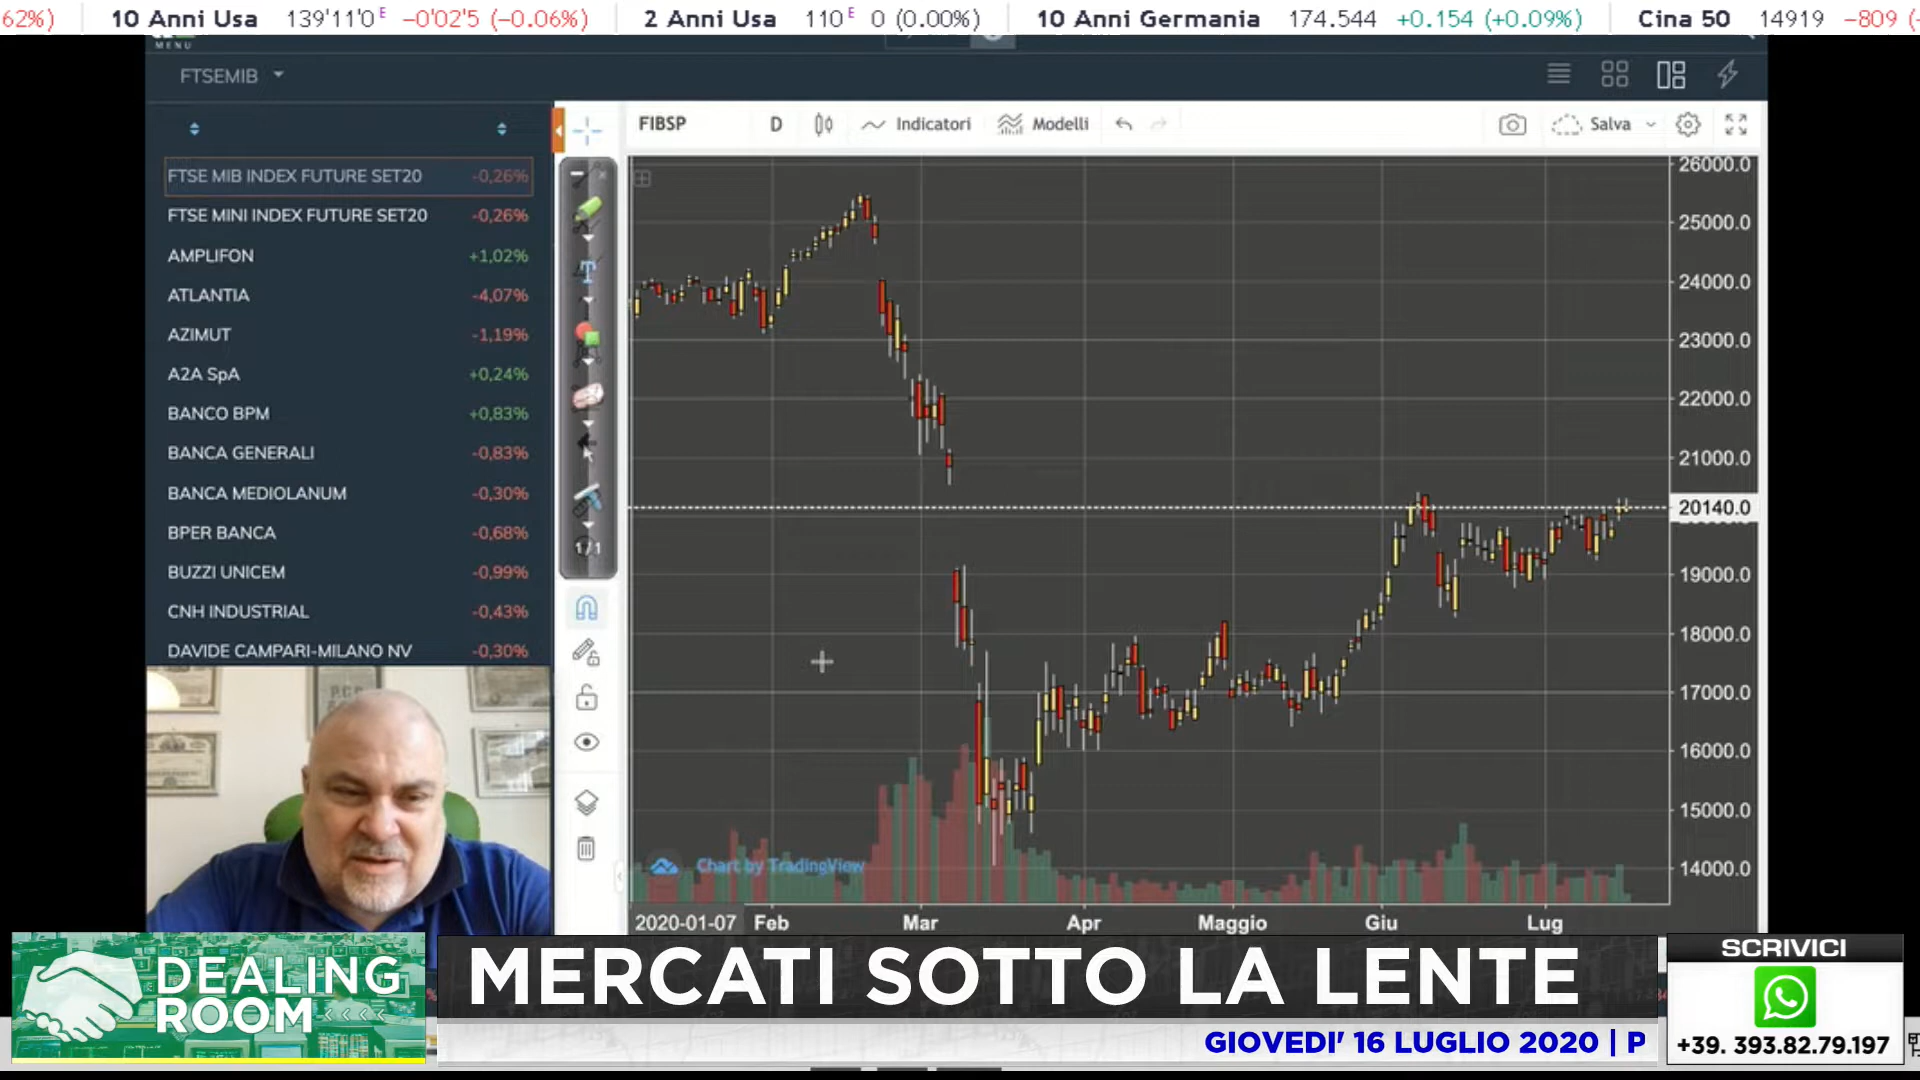 62%) 10 Anni Usa 139'11'0 E -0'02'5 (-0.06%) 2 Anni Usa 110 E 0 (0.00%) 10 Anni Germania 174.544 +0.154 (+0.09%) Cina 50 14919 -809 (
MENU
FTSEMIB
FIBSP D Indicatori Modelli Salva
FTSE MIB INDEX FUTURE SET20 -0,26%
FTSE MINI INDEX FUTURE SET20 -0,26%
AMPLIFON +1,02%
ATLANTIA -4,07%
AZIMUT -1,19%
A2A SpA +0,24%
BANCO BPM +0,83%
BANCA GENERALI -0,83%
BANCA MEDIOLANUM -0,30%
BPER BANCA -0,68%
BUZZI UNICEM -0,99%
CNH INDUSTRIAL -0,43%
DAVIDE CAMPARI-MILANO NV -0,30%
1/1
26000.0
25000.0
24000.0
23000.0
22000.0
21000.0
20140.0
19000.0
18000.0
17000.0
16000.0
15000.0
14000.0
Chart by TradingView
2020-01-07 Feb Mar Apr Maggio Giu Lug
DEALING
ROOM
MERCATI SOTTO LA LENTE
GIOVEDI' 16 LUGLIO 2020 | P
SCRIVICI
+39. 393.82.79.197